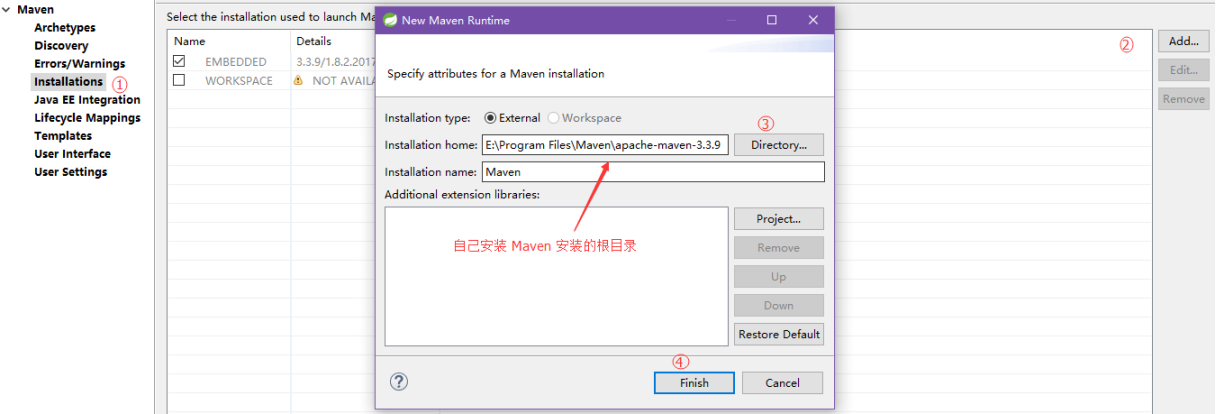 Maven
Archetypes
Discovery
Errors/Warnings
Installations ①
Java EE Integration
Lifecycle Mappings
Templates
User Interface
User Settings
Select the installation used to launch Ma
Name Details
EMBEDDED 3.3.9/1.8.2.2017
WORKSPACE NOT AVAILA
② Add...
Edit...
Remove
New Maven Runtime
Specify attributes for a Maven installation
Installation type: External Workspace
③
Installation home: E:\Program Files\Maven\apache-maven-3.3.9 Directory...
Installation name: Maven
Additional extension libraries:
自己安装 Maven 安装的根目录
Project...
Remove
Up
Down
Restore Default
④
? Finish Cancel